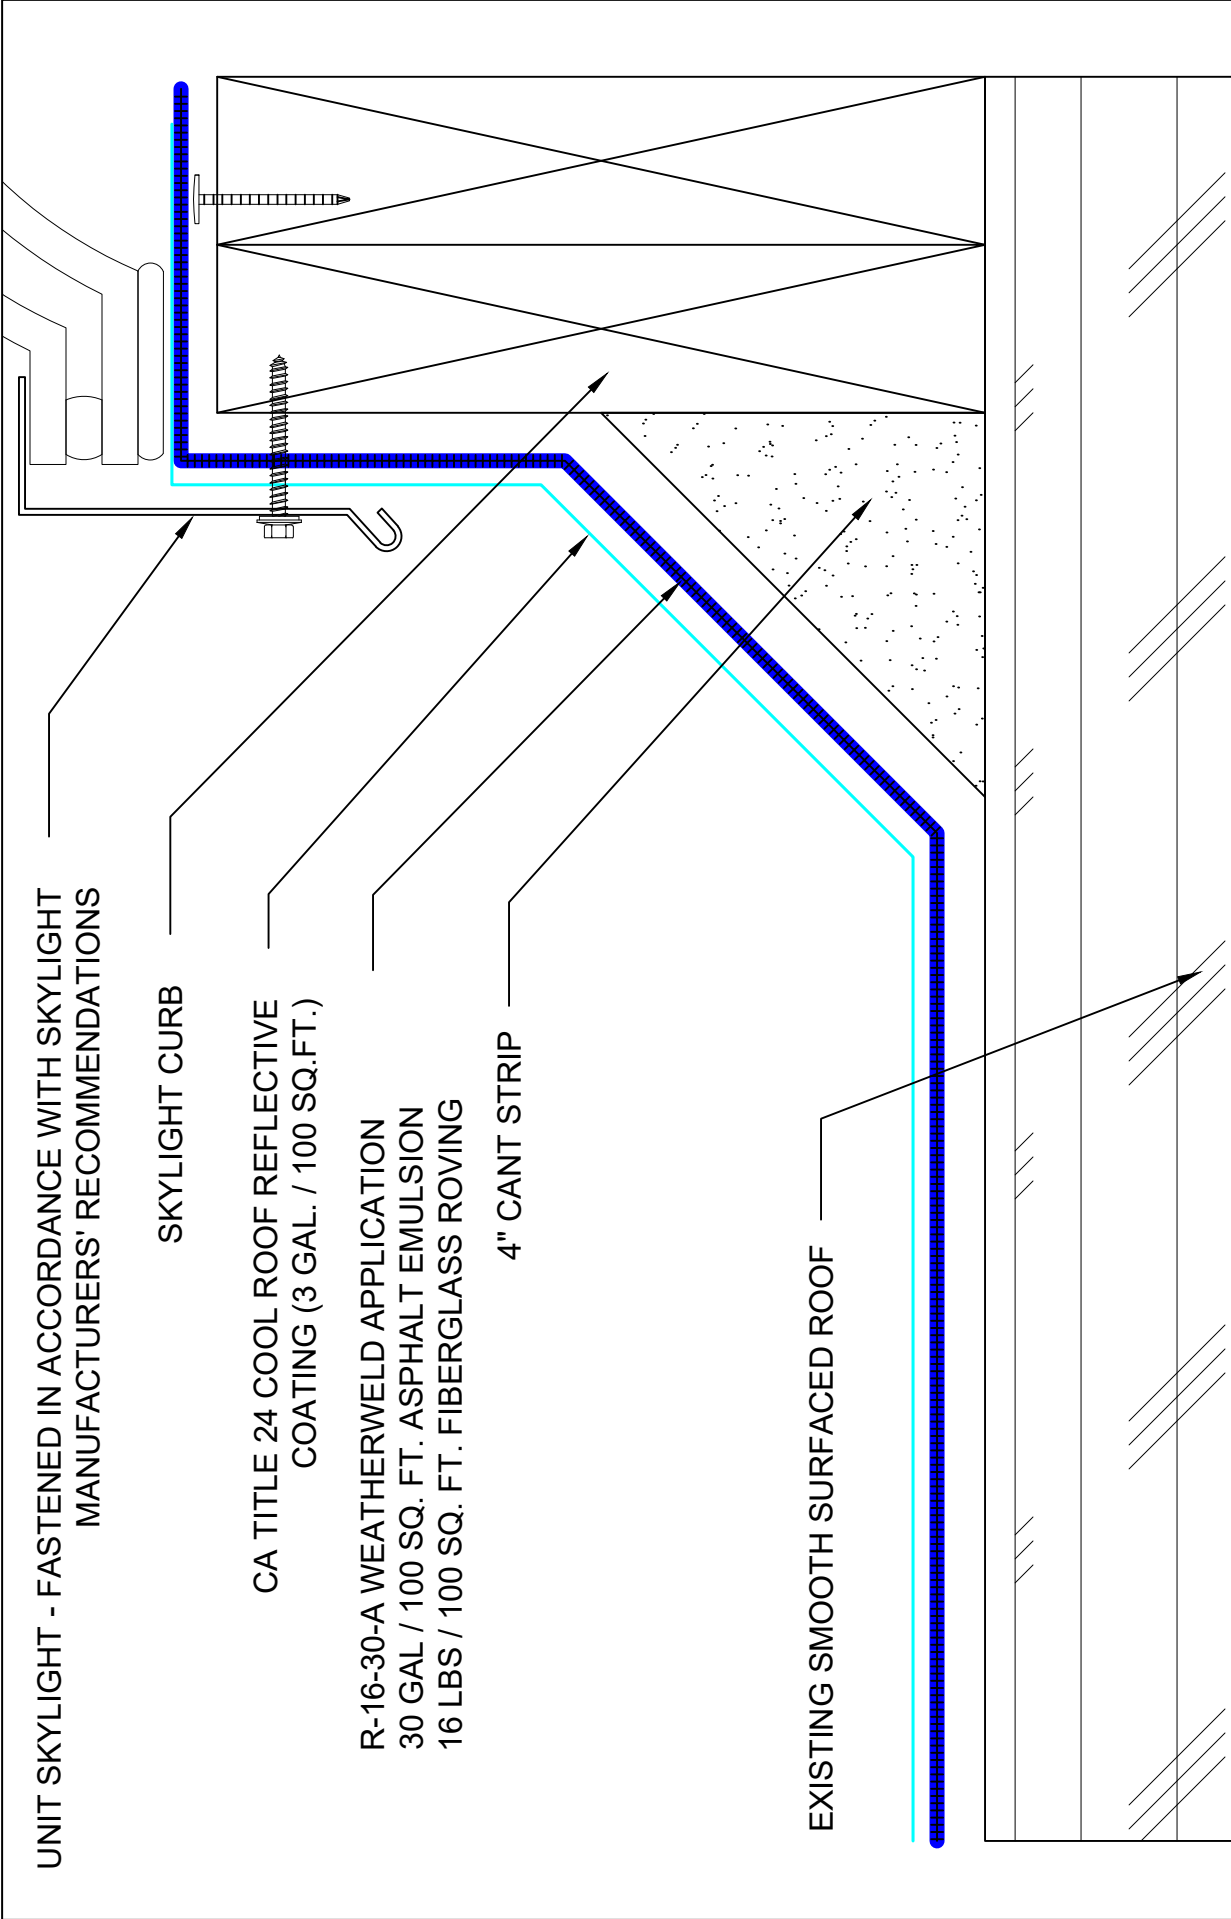 UNIT SKYLIGHT - FASTENED IN ACCORDANCE WITH SKYLIGHT
MANUFACTURERS' RECOMMENDATIONS
SKYLIGHT CURB
CA TITLE 24 COOL ROOF REFLECTIVE
COATING (3 GAL. / 100 SQ.FT.)
R-16-30-A WEATHERWELD APPLICATION
30 GAL / 100 SQ. FT. ASPHALT EMULSION
16 LBS / 100 SQ. FT. FIBERGLASS ROVING
4" CANT STRIP
EXISTING SMOOTH SURFACED ROOF